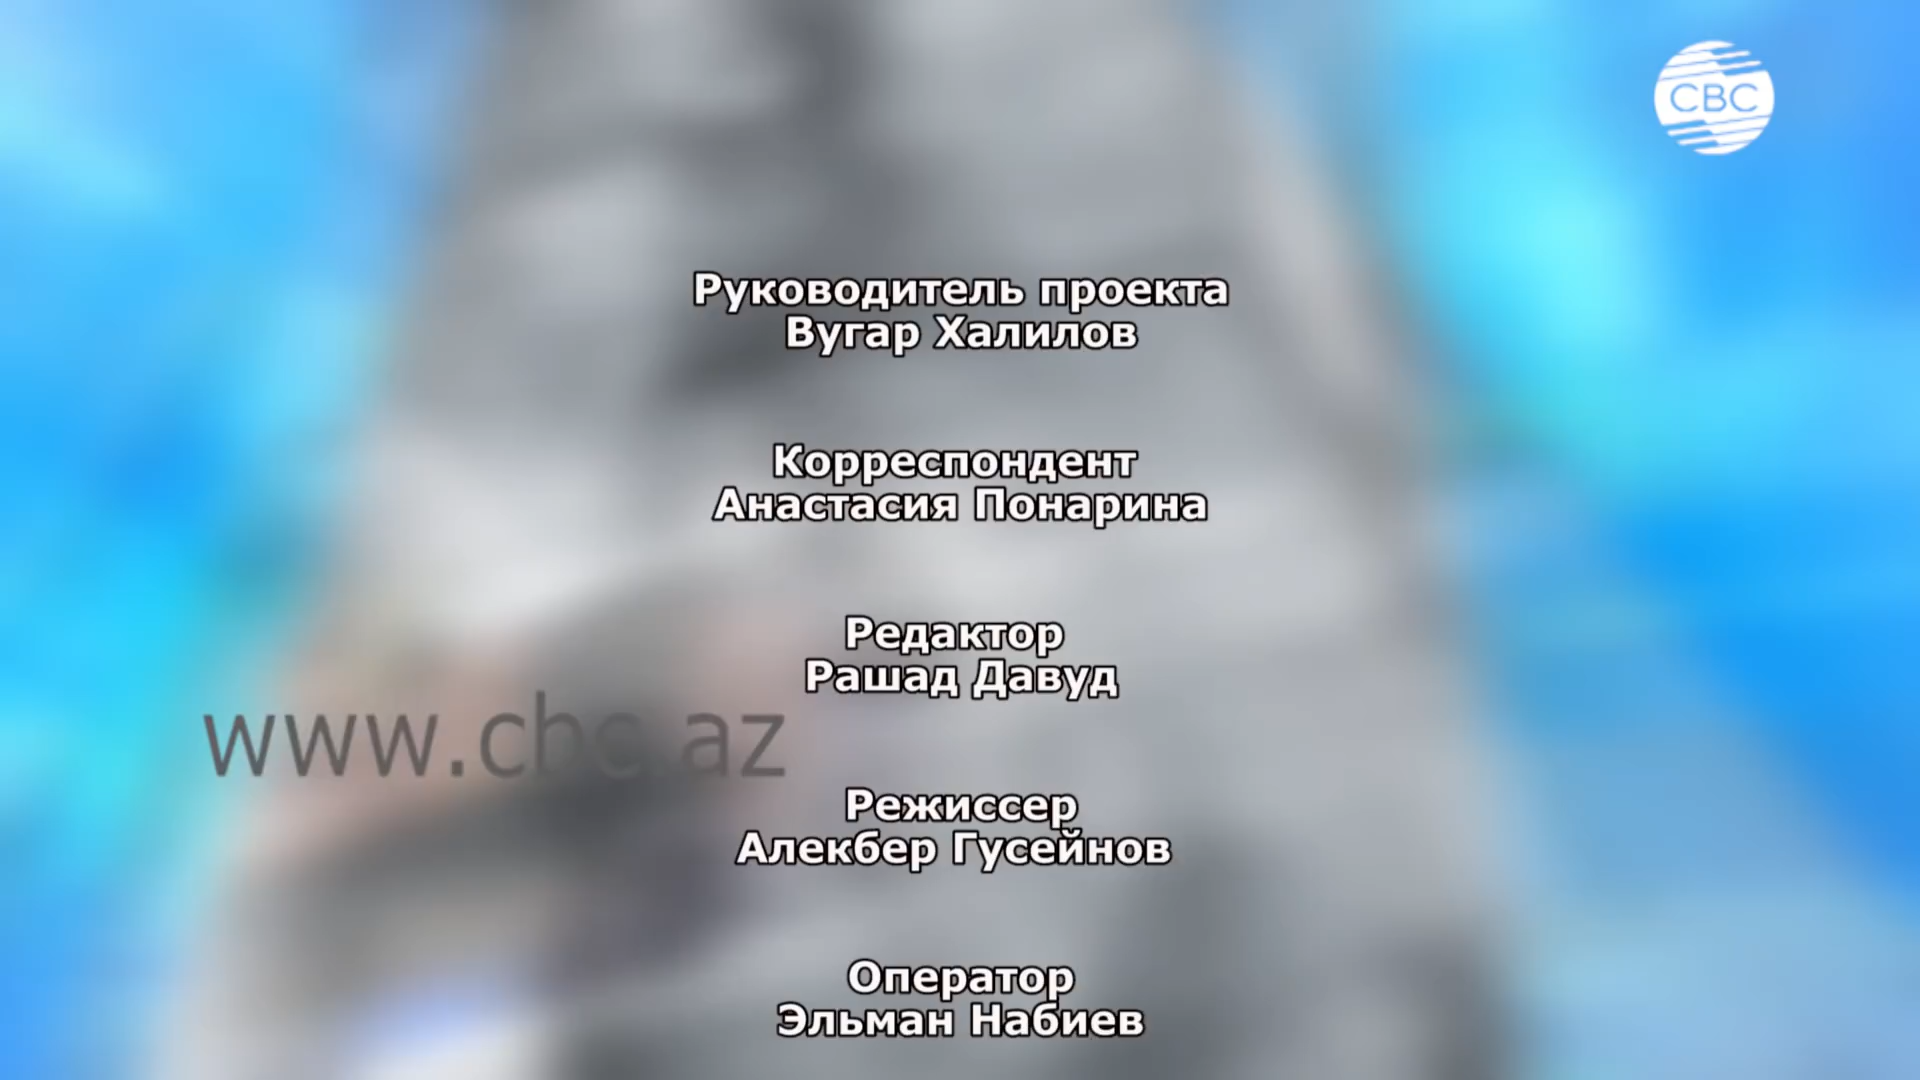 CBC
Руководитель проекта
Вугар Халилов
Корреспондент
Анастасия Понарина
Редактор
Рашад Давуд
www.cbc.az
Режиссер
Алекбер Гусейнов
Оператор
Эльман Набиев